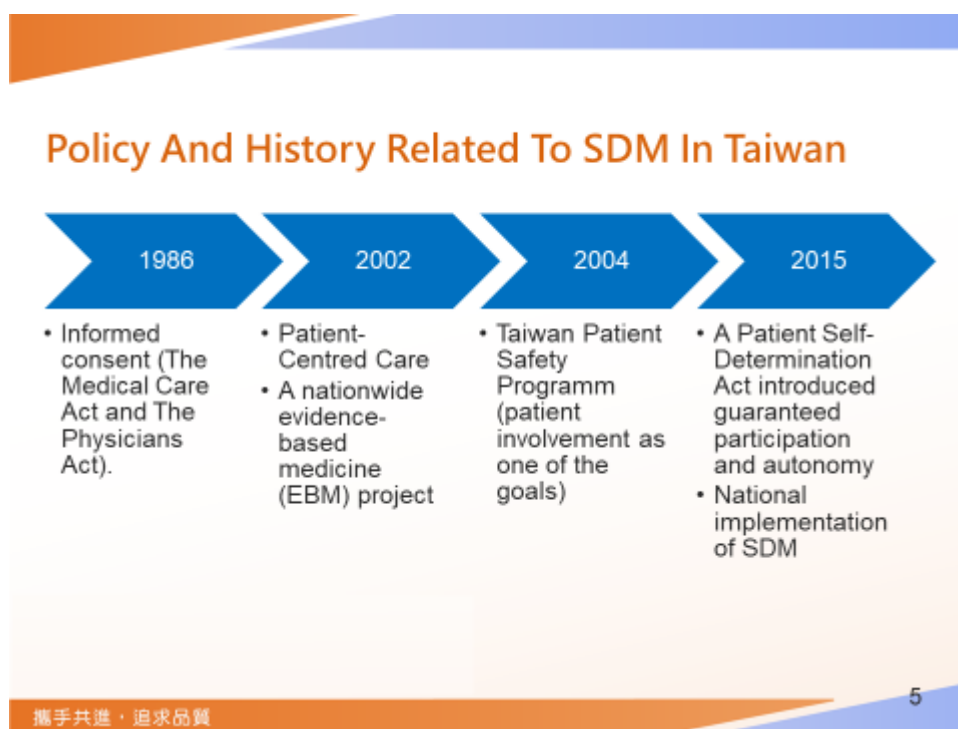 Policy And History Related To SDM In Taiwan
1986
• Informed
consent (The
Medical Care
Act and The
Physicians
Act).
2002
• Patient-
Centred Care
• A nationwide
evidence-
based
medicine
(EBM) project
2004
• Taiwan Patient
Safety
Programm
(patient
involvement as
one of the
goals)
2015
• A Patient Self-
Determination
Act introduced
guaranteed
participation
and autonomy
• National
implementation
of SDM
攜手共進・追求品質
5